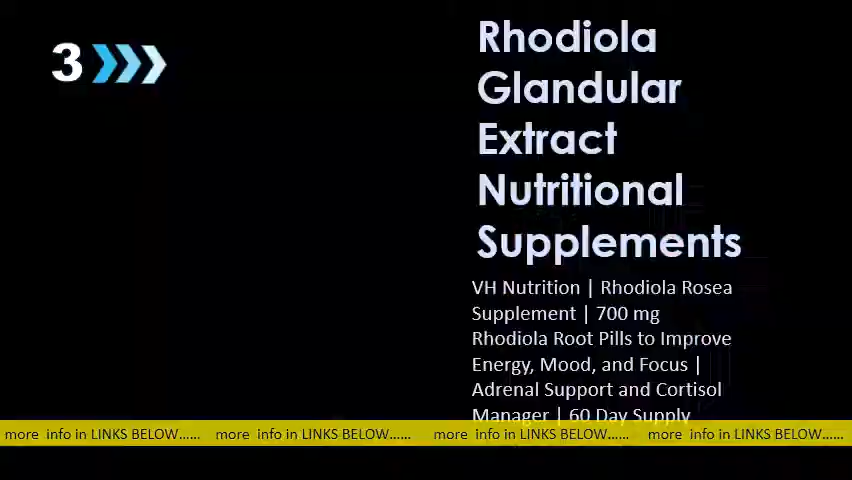 3
Rhodiola
Glandular
Extract
Nutritional
Supplements
VH Nutrition | Rhodiola Rosea
Supplement | 700 mg
Rhodiola Root Pills to Improve
Energy, Mood, and Focus |
Adrenal Support and Cortisol
Manager | 60 Day Supply
more info in LINKS BELOW...... more info in LINKS BELOW...... more info in LINKS BELOW...... more info in LINKS BELOW......